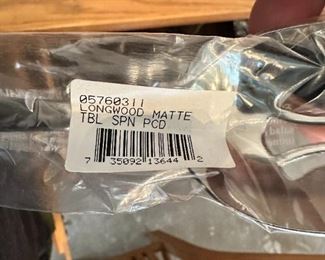 05760311
LONGWOOD MATTE
TBL SPN PCD
7 35092 13644 2